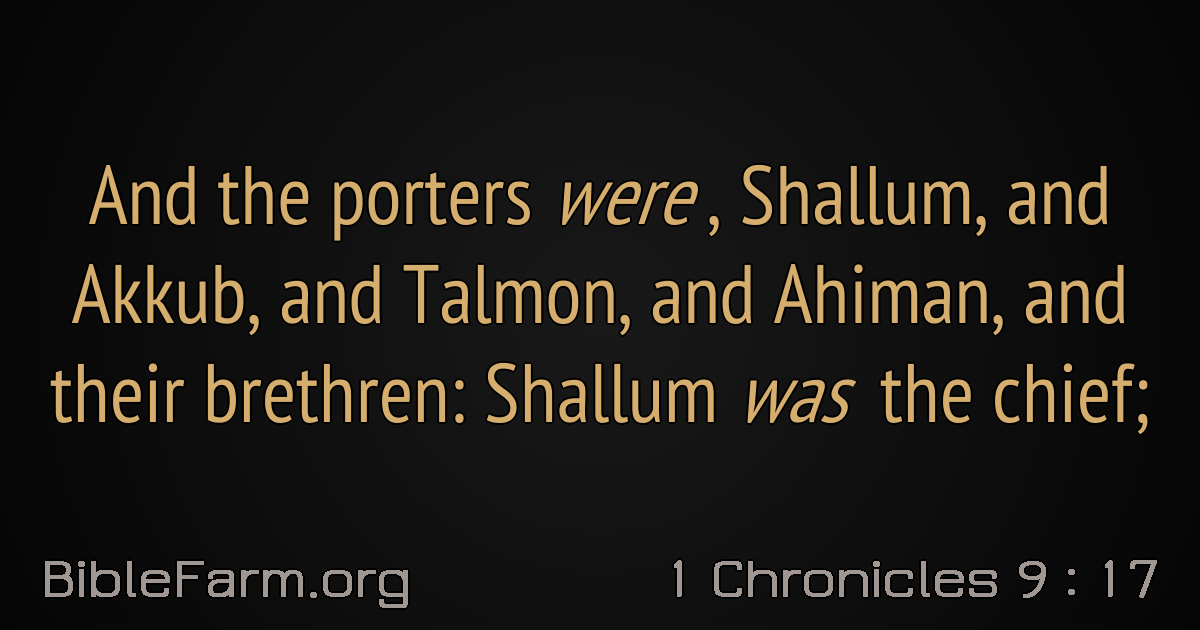 And the porters were , Shallum, and
Akkub, and Talmon, and Ahiman, and
their brethren: Shallum was the chief;
BibleFarm.org
1 Chronicles 9 : 17